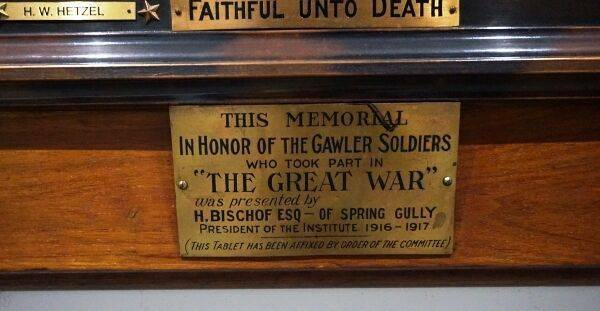 H. W. HETZEL
FAITHFUL UNTO DEATH
THIS MEMORIAL
IN HONOR OF THE GAWLER SOLDIERS
WHO TOOK PART IN
"THE GREAT WAR"
was presented by
H. BISCHOF ESQ - OF SPRING GULLY
PRESIDENT OF THE INSTITUTE 1916-1917
(THIS TABLET HAS BEEN AFFIXED BY ORDER OF THE COMMITTEE)